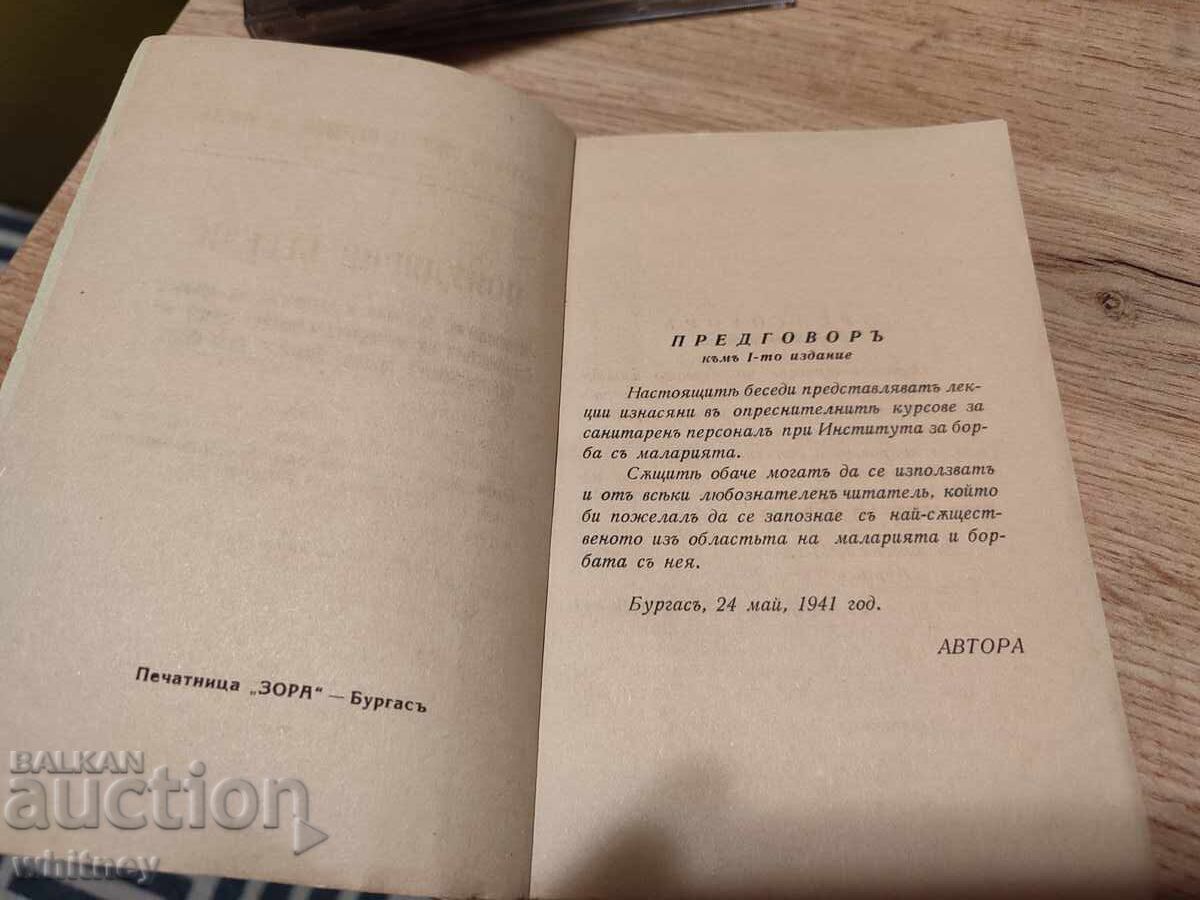 Печатница „ЗОРА“ — Бургасъ
ПРЕДГОВОРЪ
къмъ I-то издание
Настоящитѣ беседи представляватъ лек-
ции изнасяни въ опреснителнитѣ курсове за
санитаренъ персоналъ при Института за бор-
ба съ маларията.
Сѫщитѣ обаче могатъ да се използватъ
и отъ всѣки любознателенъ читатель, който
би пожелалъ да се запознае съ най-сѫщест-
веното изъ областьта на маларията и бор-
бата съ нея.
Бургасъ, 24 май, 1941 год.
АВТОРА
BALKAN
auction
whitney